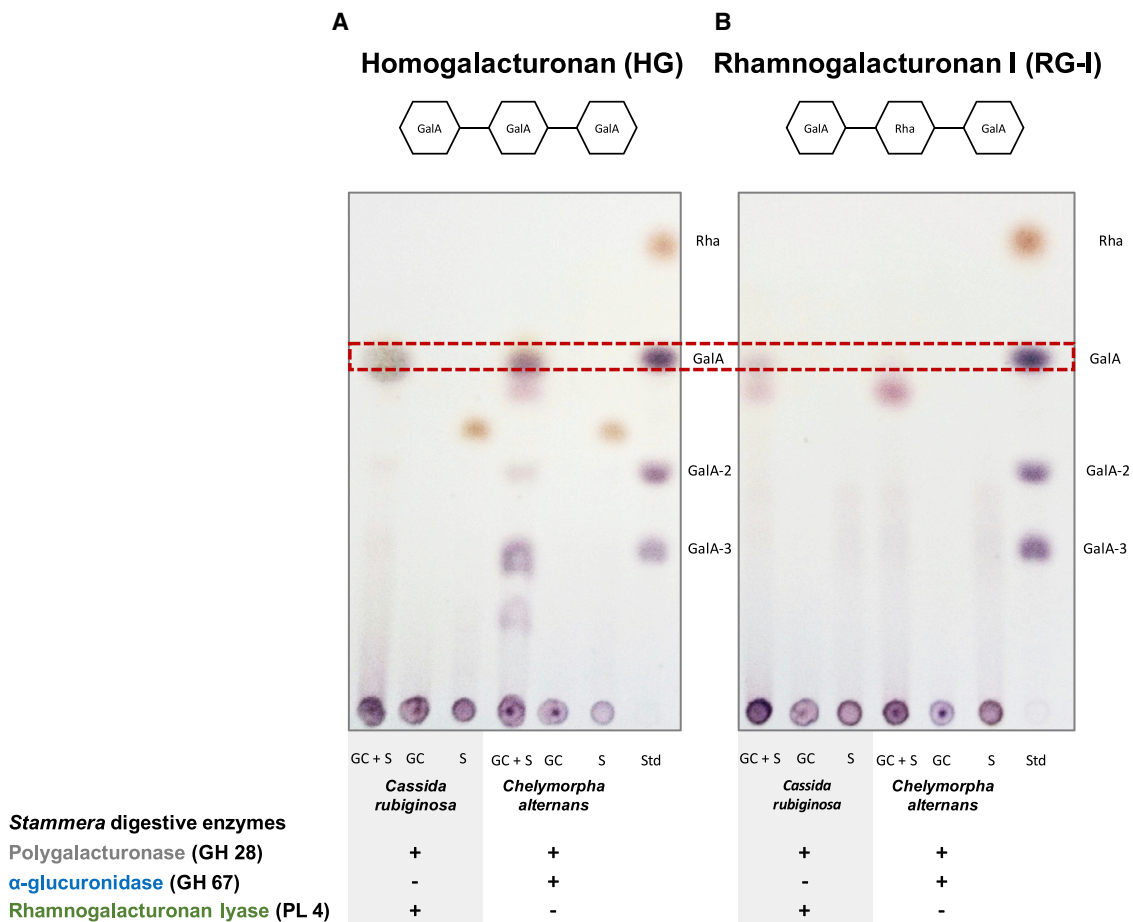 A
B
Homogalacturonan (HG)
Rhamnogalacturonan I (RG-I)
GalA GalA GalA
GalA Rha GalA
Rha
Rha
GalA
GalA
GalA-2
GalA-2
GalA-3
GalA-3
GC + S GC S GC + S GC S Std
GC + S GC S GC + S GC S Std
Cassida
rubiginosa
Chelymorpha
alternans
Cassida
rubiginosa
Chelymorpha
alternans
Stammera digestive enzymes
Polygalacturonase (GH 28) + + + +
α-glucuronidase (GH 67) - + - +
Rhamnogalacturonan lyase (PL 4) + - + -